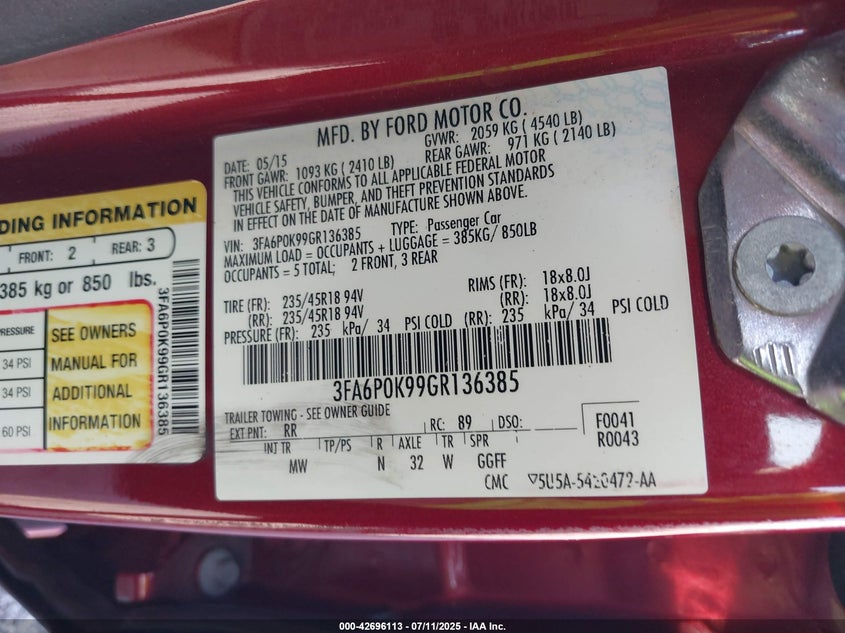 MFD. BY FORD MOTOR CO.
DATE: 05/15 GVWR: 2059 KG ( 4540 LB)
FRONT GAWR: 1093 KG ( 2410 LB) REAR GAWR: 971 KG ( 2140 LB)
THIS VEHICLE CONFORMS TO ALL APPLICABLE FEDERAL MOTOR
VEHICLE SAFETY, BUMPER, AND THEFT PREVENTION STANDARDS
IN EFFECT ON THE DATE OF MANUFACTURE SHOWN ABOVE.
VIN: 3FA6P0K99GR136385 TYPE: Passenger Car
MAXIMUM LOAD = OCCUPANTS + LUGGAGE = 385KG/ 850LB
OCCUPANTS = 5 TOTAL; 2 FRONT, 3 REAR
TIRE (FR): 235/45R18 94V RIMS (FR): 18x8.0J
(RR): 235/45R18 94V (RR): 18x8.0J
PRESSURE (FR): 235 kPa/ 34 PSI COLD (RR): 235 kPa/ 34 PSI COLD
3FA6P0K99GR136385
TRAILER TOWING - SEE OWNER GUIDE
EXT PNT: RR RC: 89 DSO: F0041
R0043
INT TR TP/PS R AXLE TR SPR
MW N 32 W GGFF
CMC 5U5A-5420472-AA
DING INFORMATION
FRONT: 2 REAR: 3
385 kg or 850 lbs.
RESSURE
34 PSI
34 PSI
60 PSI
SEE OWNERS
MANUAL FOR
ADDITIONAL
INFORMATION
3FA6P0K99GR136385
000-42696113 - 07/11/2025 - IAA Inc.